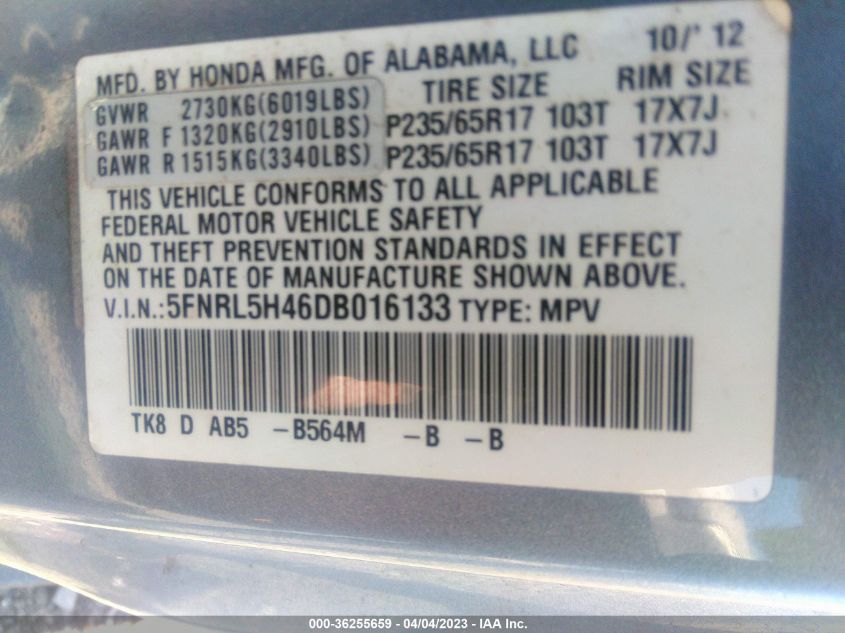 MFD. BY HONDA MFG. OF ALABAMA, LLC 10/' 12
GVWR 2730KG(6019LBS) TIRE SIZE RIM SIZE
GAWR F 1320KG(2910LBS) P235/65R17 103T 17X7J
GAWR R 1515KG(3340LBS) P235/65R17 103T 17X7J
THIS VEHICLE CONFORMS TO ALL APPLICABLE
FEDERAL MOTOR VEHICLE SAFETY
AND THEFT PREVENTION STANDARDS IN EFFECT
ON THE DATE OF MANUFACTURE SHOWN ABOVE.
V.I.N.:5FNRL5H46DB016133 TYPE: MPV
TK8 D AB5 -B564M -B -B
000-36255659 - 04/04/2023 - IAA Inc.